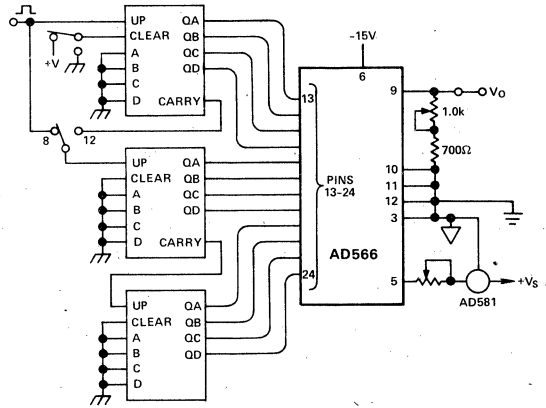 UP QA
CLEAR QB
A QC
B QD
C
D CARRY
+V
8 12
UP QA
CLEAR QB
A QC
B QD
C
D CARRY
UP QA
CLEAR QB
A QC
B QD
C
D
-15V
6
13
PINS
13-24
24
AD566
9
10
11
12
3
5
VO
1.0k
700Ω
AD581
+VS